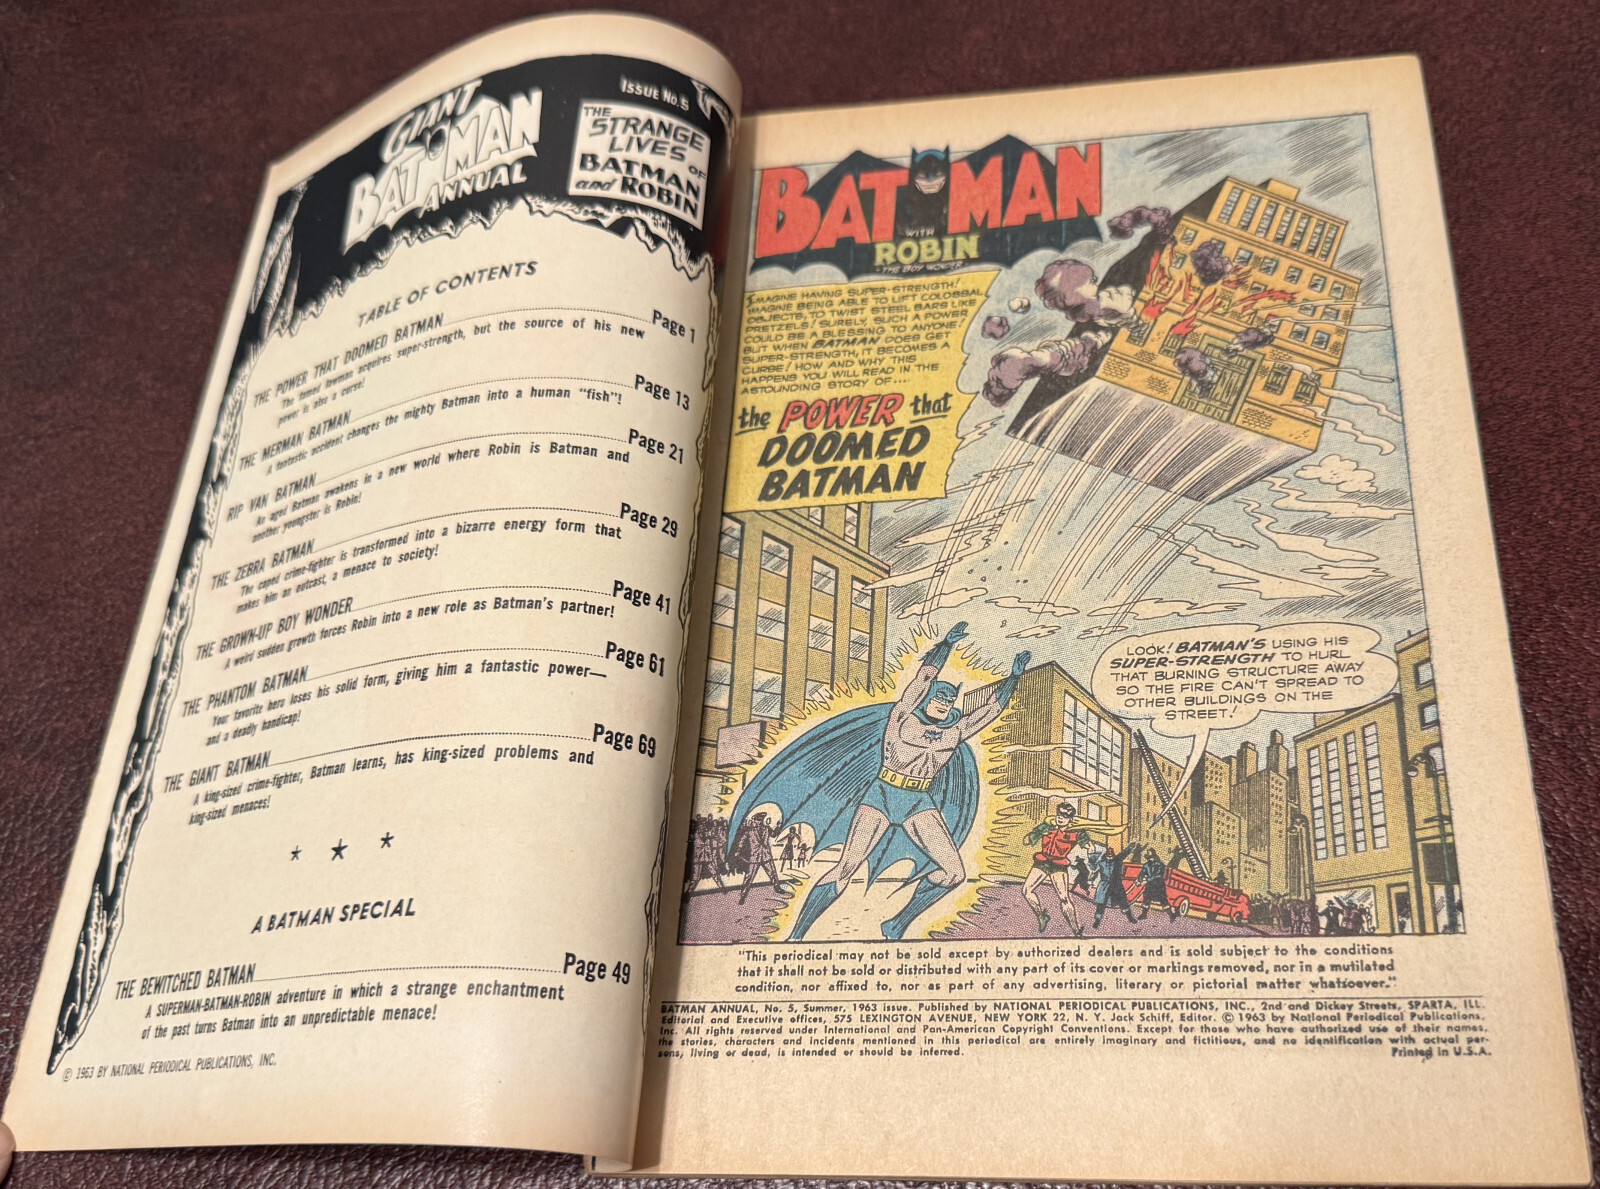 GIANT
BATMAN
ANNUAL
ISSUE No. 5
THE
STRANGE
LIVES OF
BATMAN
and ROBIN
TABLE OF CONTENTS
THE POWER THAT DOOMED BATMAN Page 1
The famed lawman acquires super-strength, but the source of his new
power is also a curse!
THE MERMAN BATMAN Page 13
A fantastic accident changes the mighty Batman into a human "fish"!
RIP VAN BATMAN Page 21
An aged Batman awakens in a new world where Robin is Batman and
another youngster is Robin!
THE ZEBRA BATMAN Page 29
The caped crime-fighter is transformed into a bizarre energy form that
makes him an outcast, a menace to society!
THE GROWN-UP BOY WONDER Page 41
A weird sudden growth forces Robin into a new role as Batman's partner!
THE PHANTOM BATMAN Page 61
Your favorite hero loses his solid form, giving him a fantastic power—
and a deadly handicap!
THE GIANT BATMAN Page 69
A king-sized crime-fighter, Batman learns, has king-sized problems and
king-sized menaces!
* * *
A BATMAN SPECIAL
THE BEWITCHED BATMAN Page 49
A SUPERMAN-BATMAN-ROBIN adventure in which a strange enchantment
of the past turns Batman into an unpredictable menace!
© 1963 BY NATIONAL PERIODICAL PUBLICATIONS, INC.
BATMAN
WITH
ROBIN
-THE BOY WONDER-
IMAGINE HAVING SUPER-STRENGTH!
IMAGINE BEING ABLE TO LIFT COLOSSAL
OBJECTS, TO TWIST STEEL BARS LIKE
PRETZELS! SURELY, SUCH A POWER
COULD BE A BLESSING TO ANYONE!
BUT WHEN BATMAN DOES GET
SUPER-STRENGTH, IT BECOMES A
CURSE! HOW AND WHY THIS
HAPPENS YOU WILL READ IN THE
ASTOUNDING STORY OF....
the POWER that
DOOMED
BATMAN
LOOK! BATMAN'S USING HIS
SUPER-STRENGTH TO HURL
THAT BURNING STRUCTURE AWAY
SO THE FIRE CAN'T SPREAD TO
OTHER BUILDINGS ON THE
STREET!
"This periodical may not be sold except by authorized dealers and is sold subject to the conditions
that it shall not be sold or distributed with any part of its cover or markings removed, nor in a mutilated
condition, nor affixed to, nor as part of any advertising, literary or pictorial matter whatsoever."
BATMAN ANNUAL, No. 5, Summer, 1963 issue. Published by NATIONAL PERIODICAL PUBLICATIONS, INC., 2nd and Dickey Streets, SPARTA, ILL.
Editorial and Executive offices, 575 LEXINGTON AVENUE, NEW YORK 22, N. Y. Jack Schiff, Editor. © 1963 by National Periodical Publications,
Inc. All rights reserved under International and Pan-American Copyright Conventions. Except for those who have authorized use of their names,
the stories, characters and incidents mentioned in this periodical are entirely imaginary and fictitious, and no identification with actual per-
sons, living or dead, is intended or should be inferred. Printed in U.S.A.